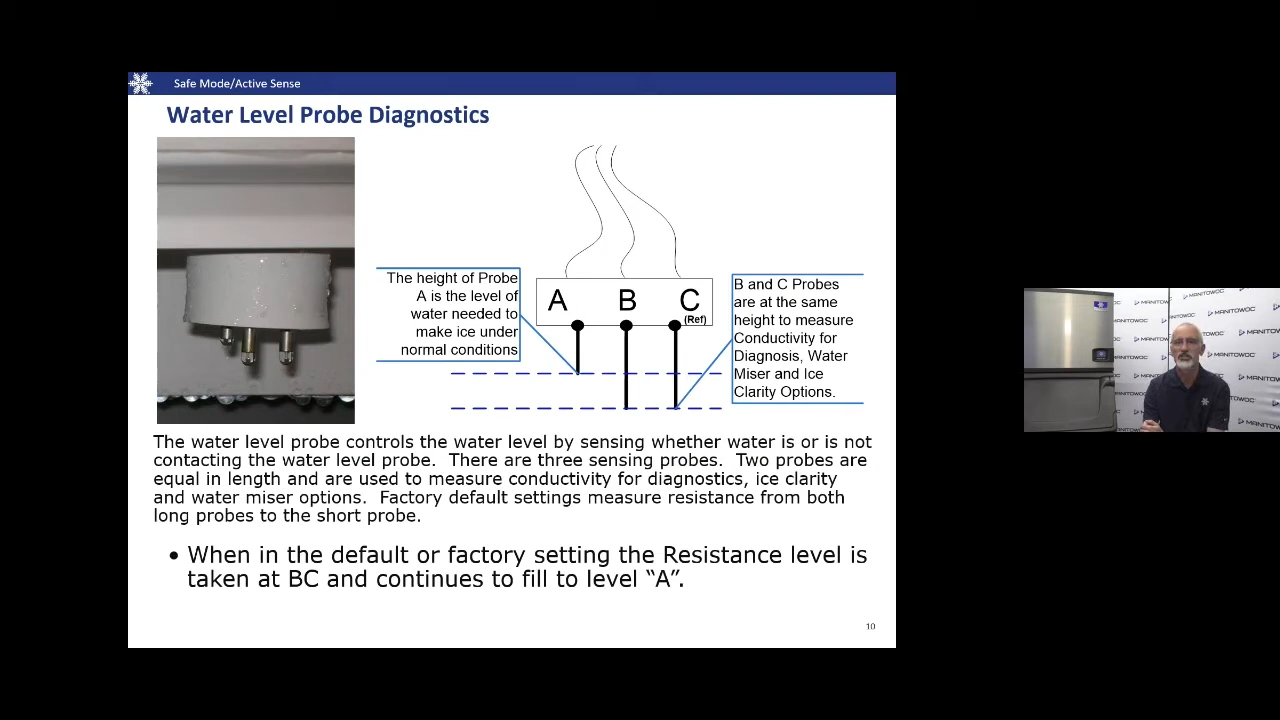 Safe Mode/Active Sense
Water Level Probe Diagnostics
The height of Probe
A is the level of
water needed to
make ice under
normal conditions
A B C
(Ref)
B and C Probes
are at the same
height to measure
Conductivity for
Diagnosis, Water
Miser and Ice
Clarity Options.
The water level probe controls the water level by sensing whether water is or is not
contacting the water level probe.  There are three sensing probes.  Two probes are
equal in length and are used to measure conductivity for diagnostics, ice clarity
and water miser options.  Factory default settings measure resistance from both
long probes to the short probe.
• When in the default or factory setting the Resistance level is
taken at BC and continues to fill to level “A”.
10
MANITOWOC
MANITOWOC
MANITOWOC
MANITOWOC
MANITOWOC
MANITOWOC